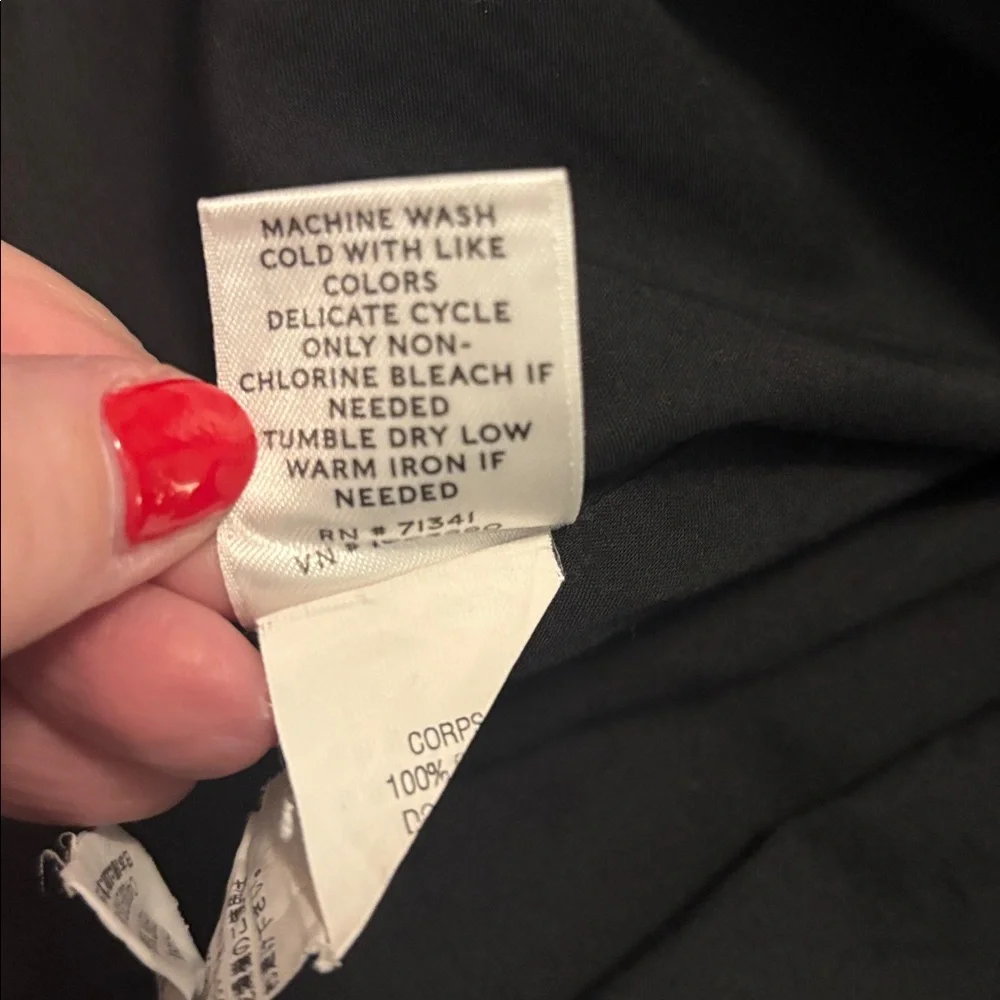 MACHINE WASH
COLD WITH LIKE
COLORS
DELICATE CYCLE
ONLY NON-
CHLORINE BLEACH IF
NEEDED
TUMBLE DRY LOW
WARM IRON IF
NEEDED
RN # 71341
VN #
CORPS
100%